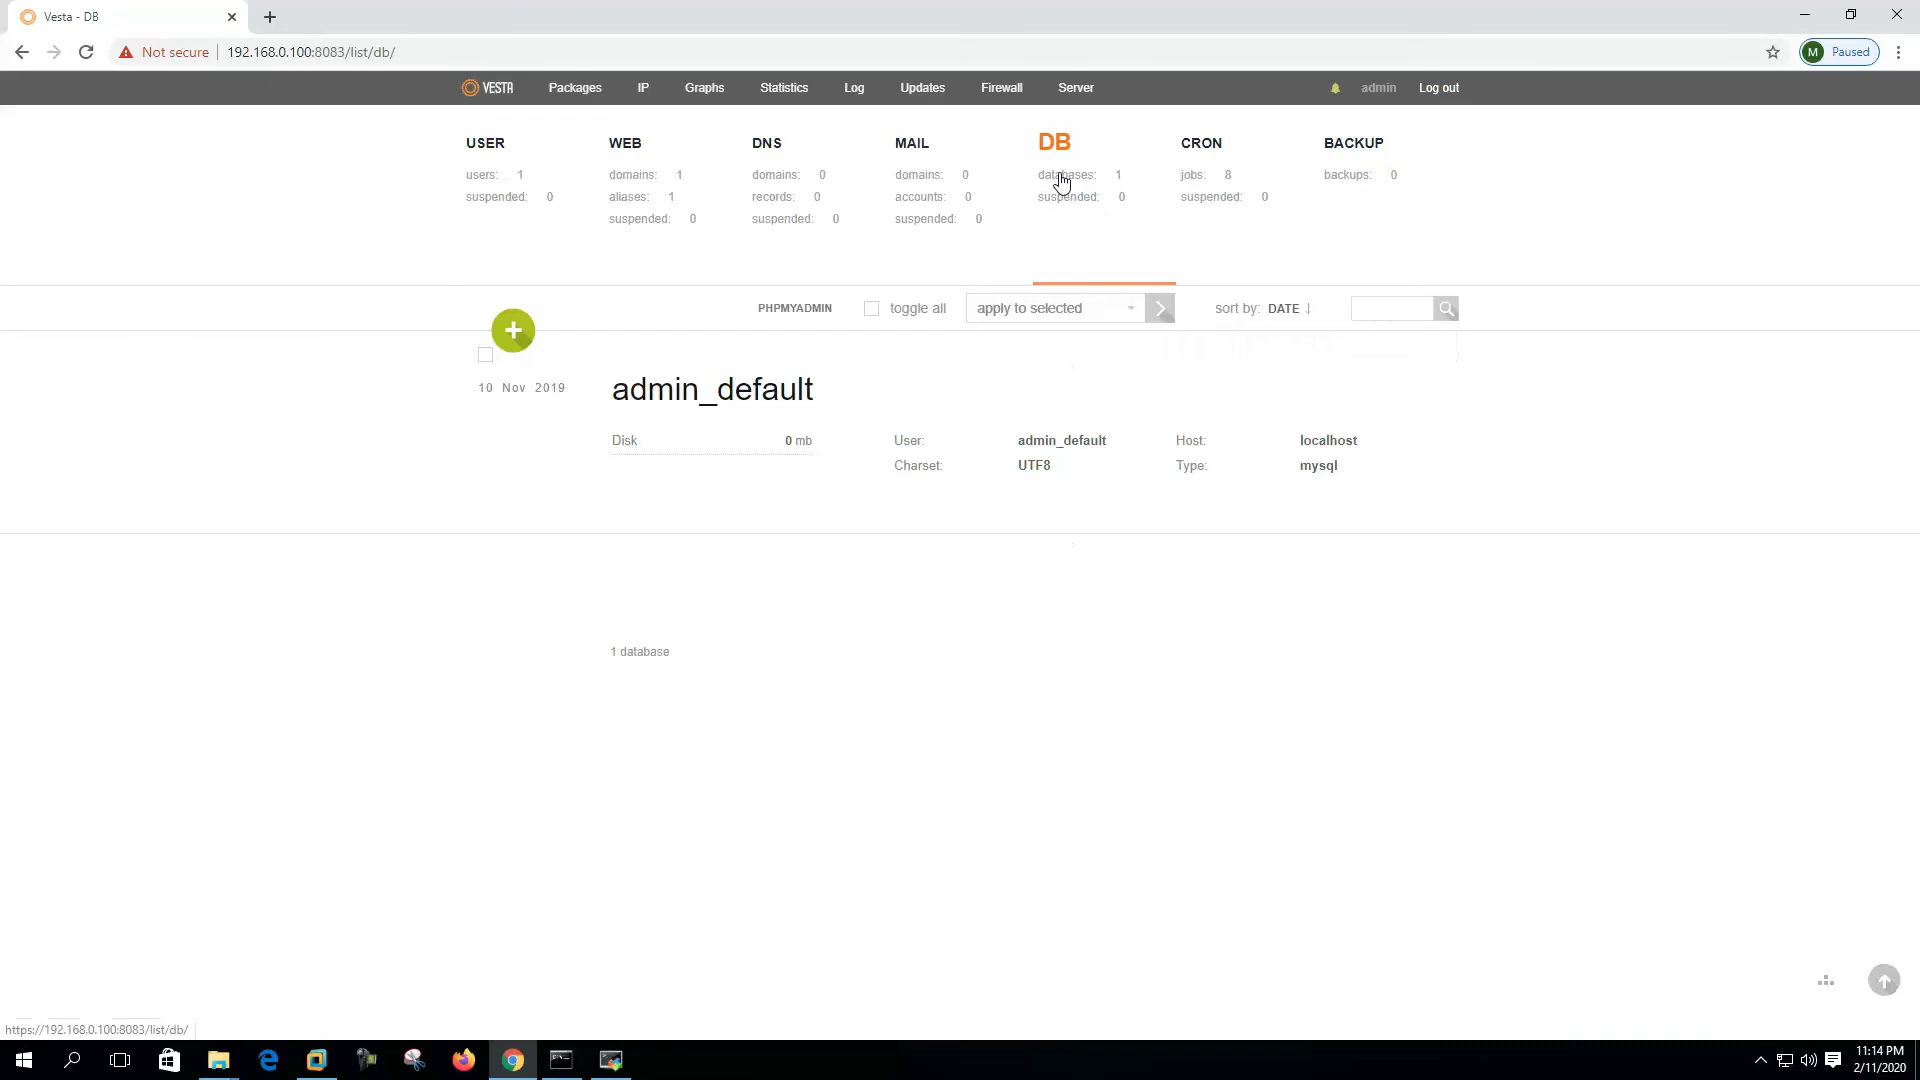 Vesta - DB
Not secure 192.168.0.100:8083/list/db/
M Paused
VESTA Packages IP Graphs Statistics Log Updates Firewall Server admin Log out
USER WEB DNS MAIL DB CRON BACKUP
users: 1 domains: 1 domains: 0 domains: 0 databases: 1 jobs: 8 backups: 0
suspended: 0 aliases: 1 records: 0 accounts: 0 suspended: 0 suspended: 0
suspended: 0 suspended: 0 suspended: 0
PHPMYADMIN toggle all apply to selected sort by: DATE ↓
10 Nov 2019 admin_default
Disk 0 mb User: admin_default Host: localhost
Charset: UTF8 Type: mysql
1 database
https://192.168.0.100:8083/list/db/
11:14 PM
2/11/2020